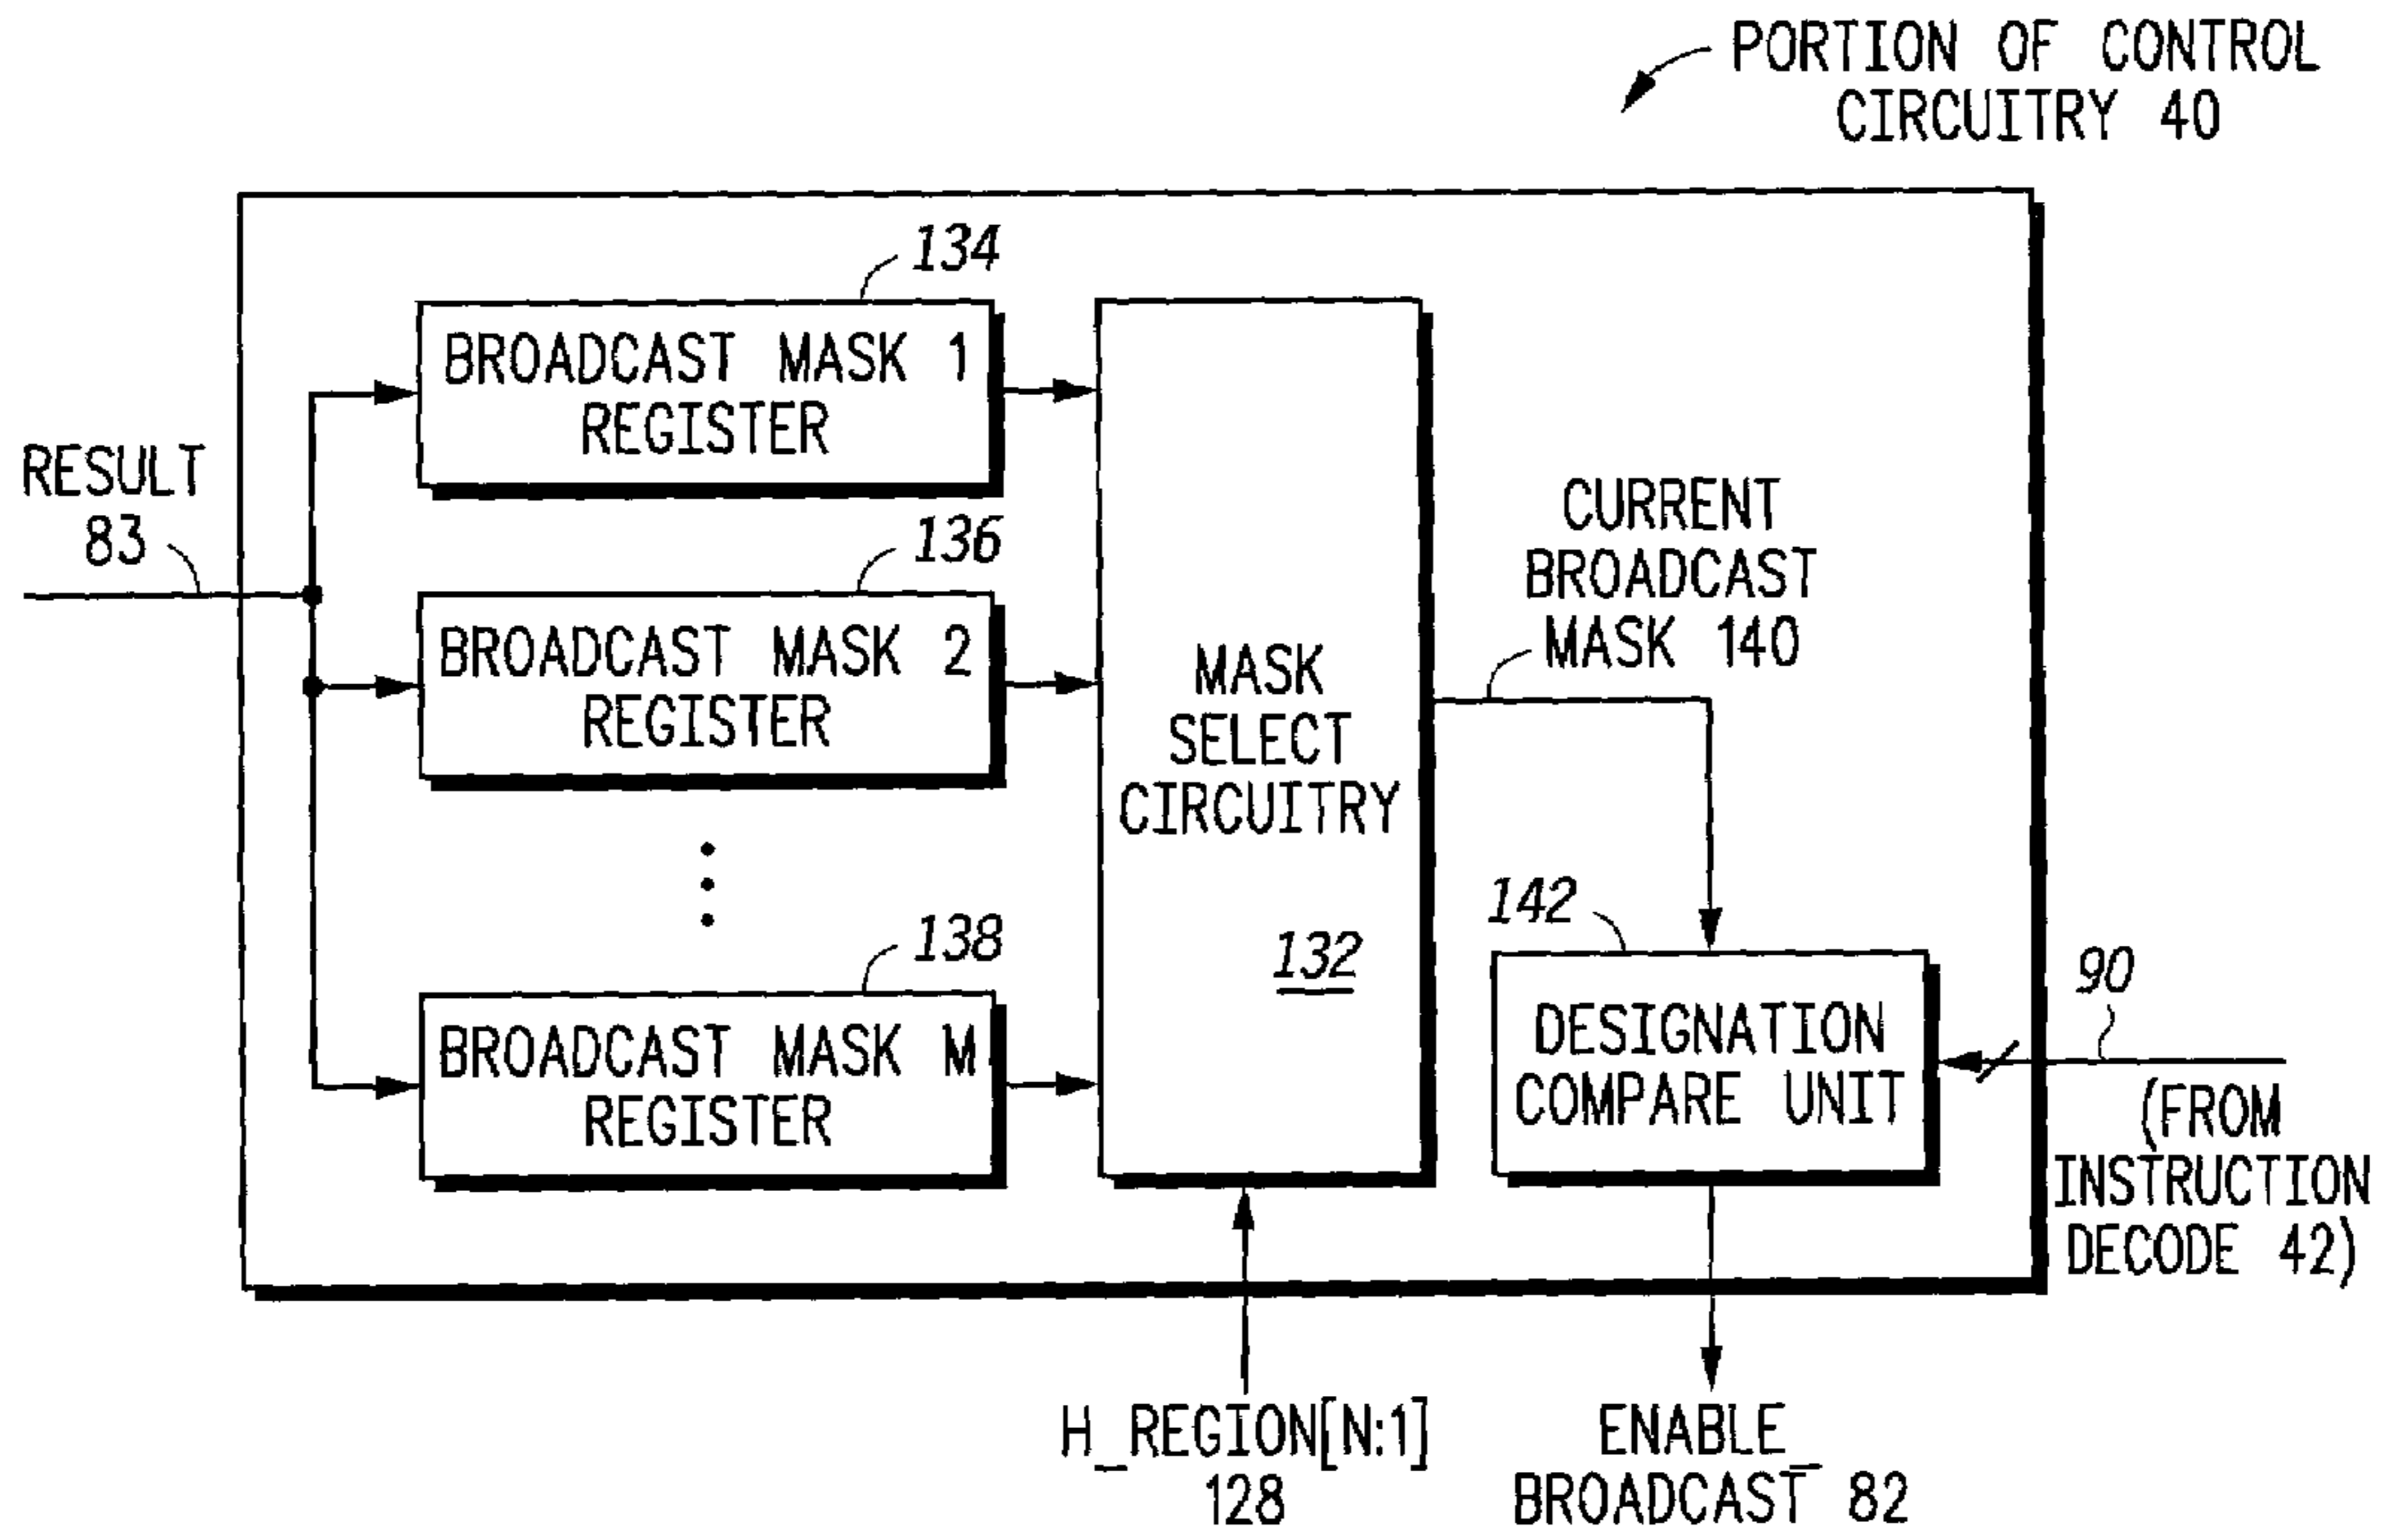 PORTION OF CONTROL
CIRCUITRY 40
134
BROADCAST MASK 1
REGISTER
RESULT
83
136
BROADCAST MASK 2
REGISTER
138
BROADCAST MASK M
REGISTER
MASK
SELECT
CIRCUITRY
132
CURRENT
BROADCAST
MASK 140
142
DESIGNATION
COMPARE UNIT
90
(FROM
INSTRUCTION
DECODE 42)
H_REGION[N:1]
128
ENABLE_
BROADCAST 82